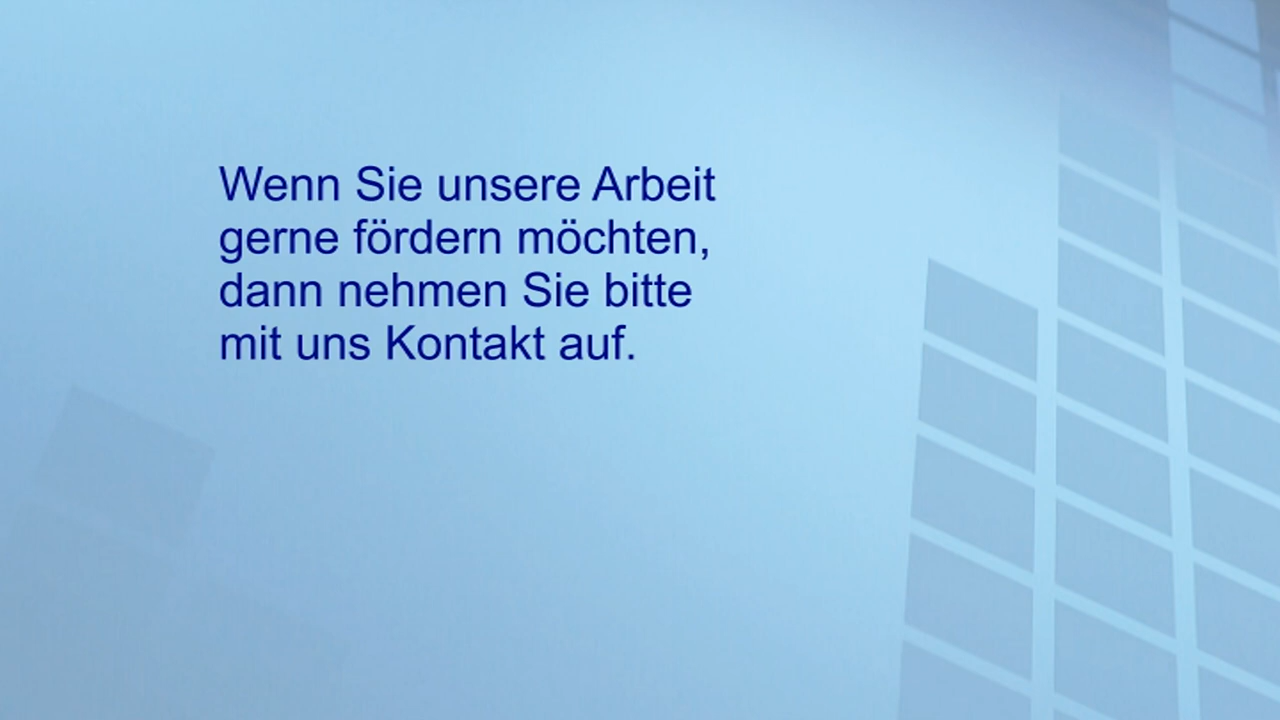 Wenn Sie unsere Arbeit
gerne fördern möchten,
dann nehmen Sie bitte
mit uns Kontakt auf.